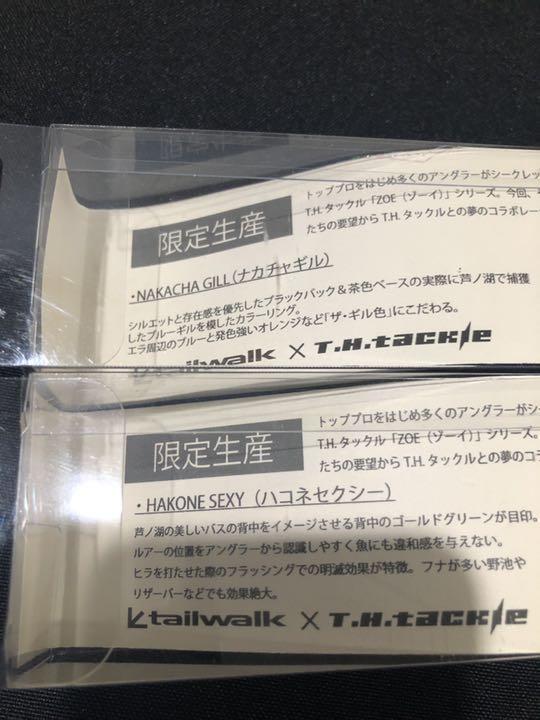 トッププロをはじめ多くのアングラーがシークレッ
T.H.タックル「ZOE（ゾーイ）」シリーズ。今回、
たちの要望から T.H. タックルとの夢のコラボレー
限定生産
・NAKACHA GILL（ナカチャギル）
シルエットと存在感を優先したブラックバック＆茶色ベースの実際に芦ノ湖で捕獲
したブルーギルを模したカラーリング。
エラ周辺のブルーと発色強いオレンジなど「ザ・ギル色」にこだわる。
tailwalk × T.H.tackle
トッププロをはじめ多くのアングラーがシ
T.H.タックル「ZOE（ゾーイ）」シリーズ。
たちの要望から T.H. タックルとの夢のコラ
限定生産
・HAKONE SEXY（ハコネセクシー）
芦ノ湖の美しいバスの背中をイメージさせる背中のゴールドグリーンが目印。
ルアーの位置をアングラーから認識しやすく魚にも違和感を与えない。
ヒラを打たせた際のフラッシングでの明滅効果が特徴。フナが多い野池や
リザーバーなどでも効果絶大。
tailwalk × T.H.tackle